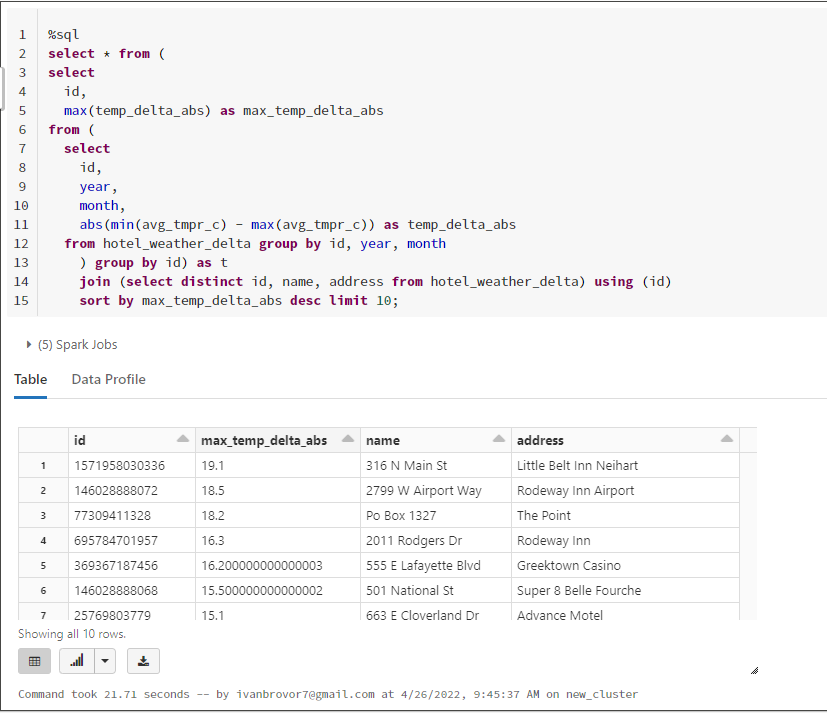 1 %sql
2 select * from (
3 select
4 id,
5 max(temp_delta_abs) as max_temp_delta_abs
6 from (
7 select
8 id,
9 year,
10 month,
11 abs(min(avg_tmpr_c) - max(avg_tmpr_c)) as temp_delta_abs
12 from hotel_weather_delta group by id, year, month
13 ) group by id) as t
14 join (select distinct id, name, address from hotel_weather_delta) using (id)
15 sort by max_temp_delta_abs desc limit 10;
(5) Spark Jobs
Table Data Profile
id max_temp_delta_abs name address
1 1571958030336 19.1 316 N Main St Little Belt Inn Neihart
2 146028888072 18.5 2799 W Airport Way Rodeway Inn Airport
3 77309411328 18.2 Po Box 1327 The Point
4 695784701957 16.3 2011 Rodgers Dr Rodeway Inn
5 369367187456 16.200000000000003 555 E Lafayette Blvd Greektown Casino
6 146028888068 15.500000000000002 501 National St Super 8 Belle Fourche
7 25769803779 15.1 663 E Cloverland Dr Advance Motel
Showing all 10 rows.
Command took 21.71 seconds -- by ivanbrovor7@gmail.com at 4/26/2022, 9:45:37 AM on new_cluster